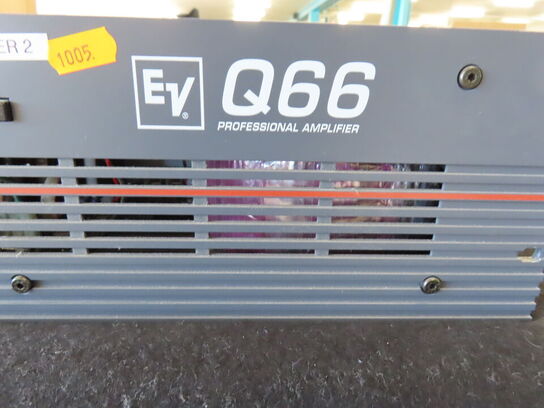 ER 2
1005.
EV®
Q66
PROFESSIONAL AMPLIFIER